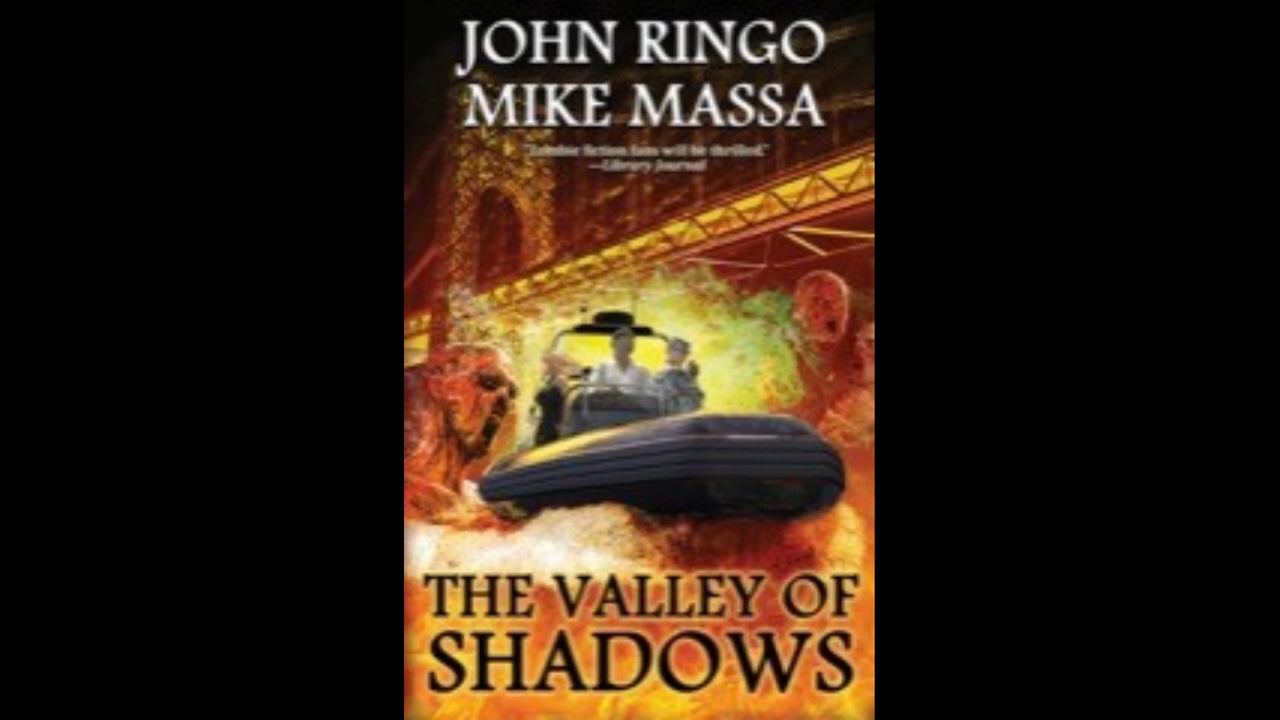 JOHN RINGO
MIKE MASSA
"Zombie fiction fans will be thrilled."
—Library Journal
THE VALLEY OF
SHADOWS